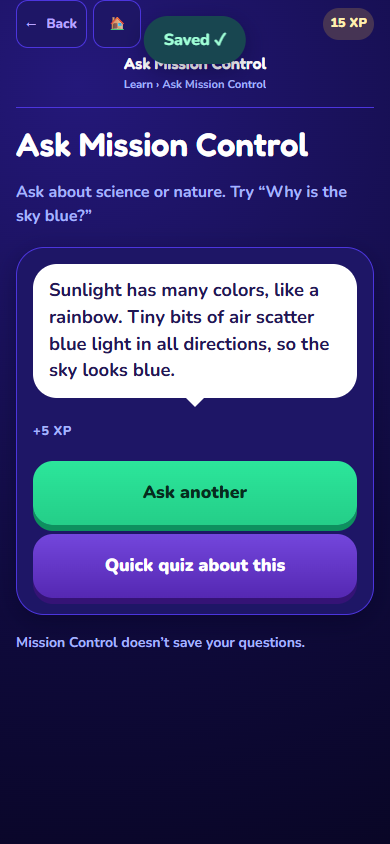 ← Back
Saved ✓
15 XP
Ask Mission Control
Learn › Ask Mission Control
Ask Mission Control
Ask about science or nature. Try “Why is the
sky blue?”
Sunlight has many colors, like a
rainbow. Tiny bits of air scatter
blue light in all directions, so the
sky looks blue.
+5 XP
Ask another
Quick quiz about this
Mission Control doesn’t save your questions.